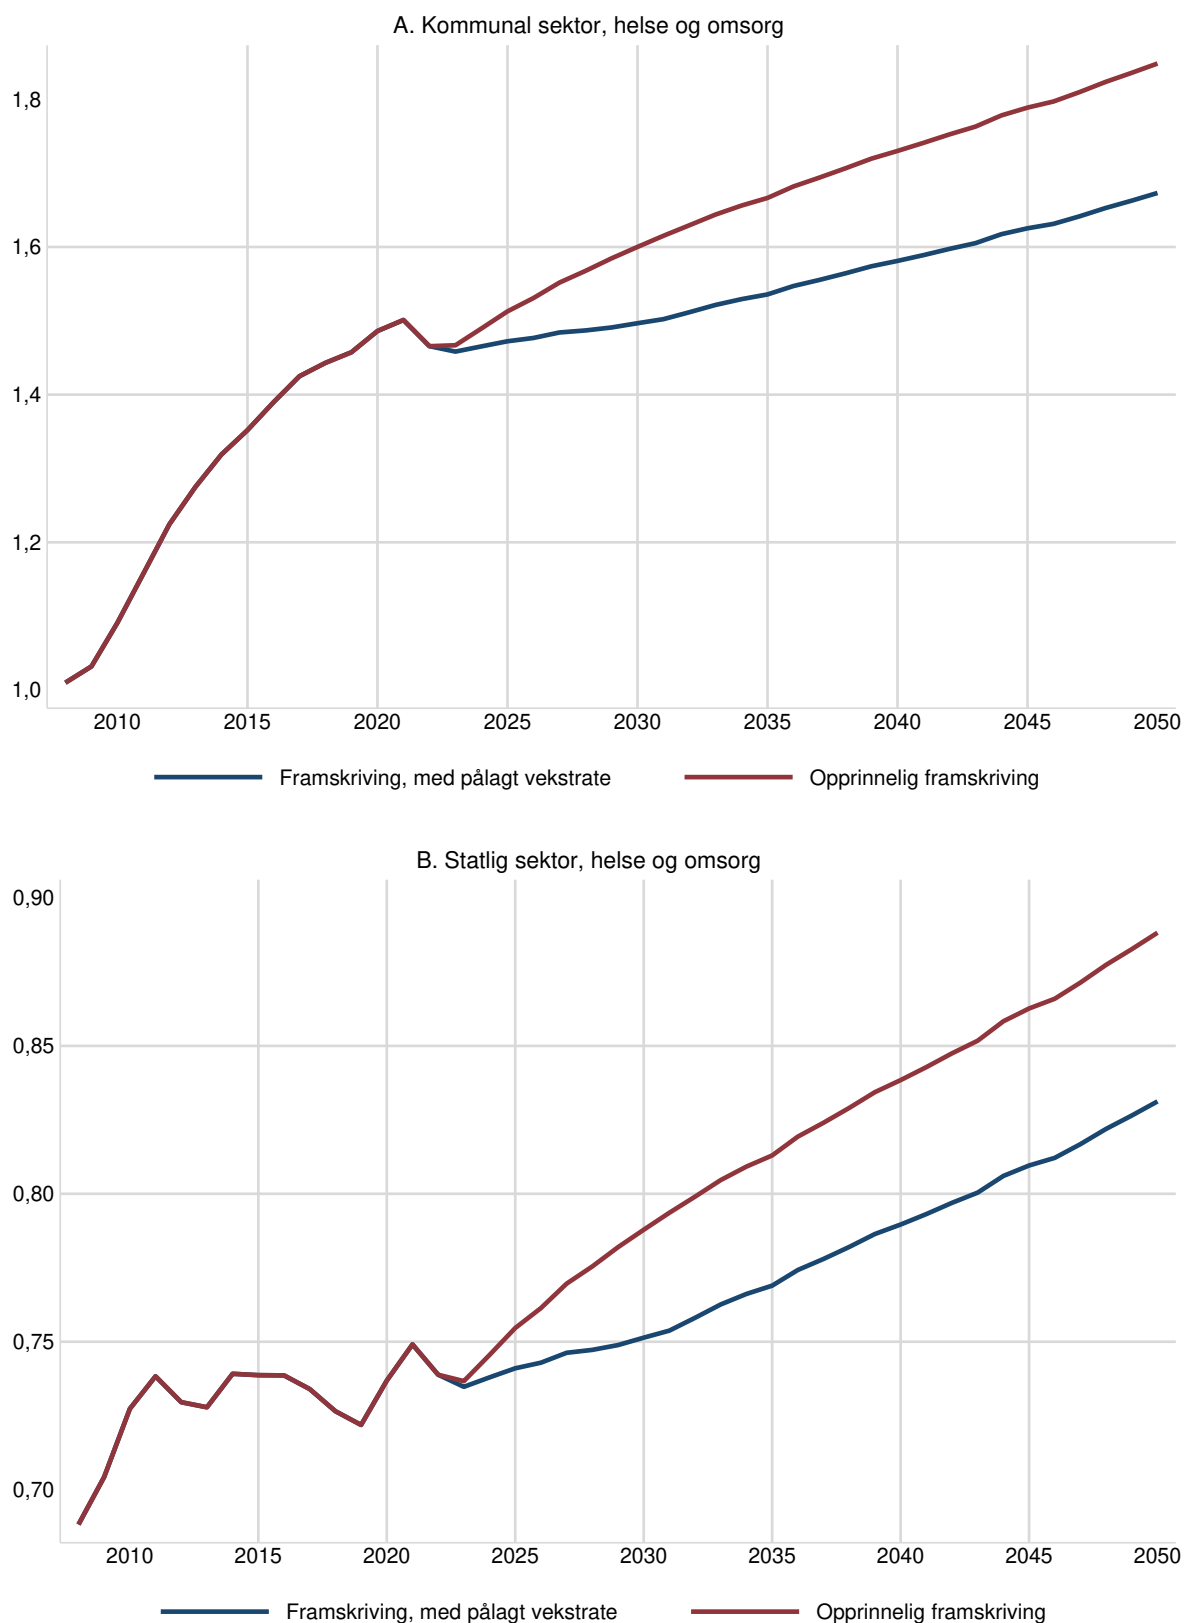 A. Kommunal sektor, helse og omsorg
1,8
1,6
1,4
1,2
1,0
2010 2015 2020 2025 2030 2035 2040 2045 2050
Framskriving, med pålagt vekstrate Opprinnelig framskriving
B. Statlig sektor, helse og omsorg
0,90
0,85
0,80
0,75
0,70
2010 2015 2020 2025 2030 2035 2040 2045 2050
Framskriving, med pålagt vekstrate Opprinnelig framskriving